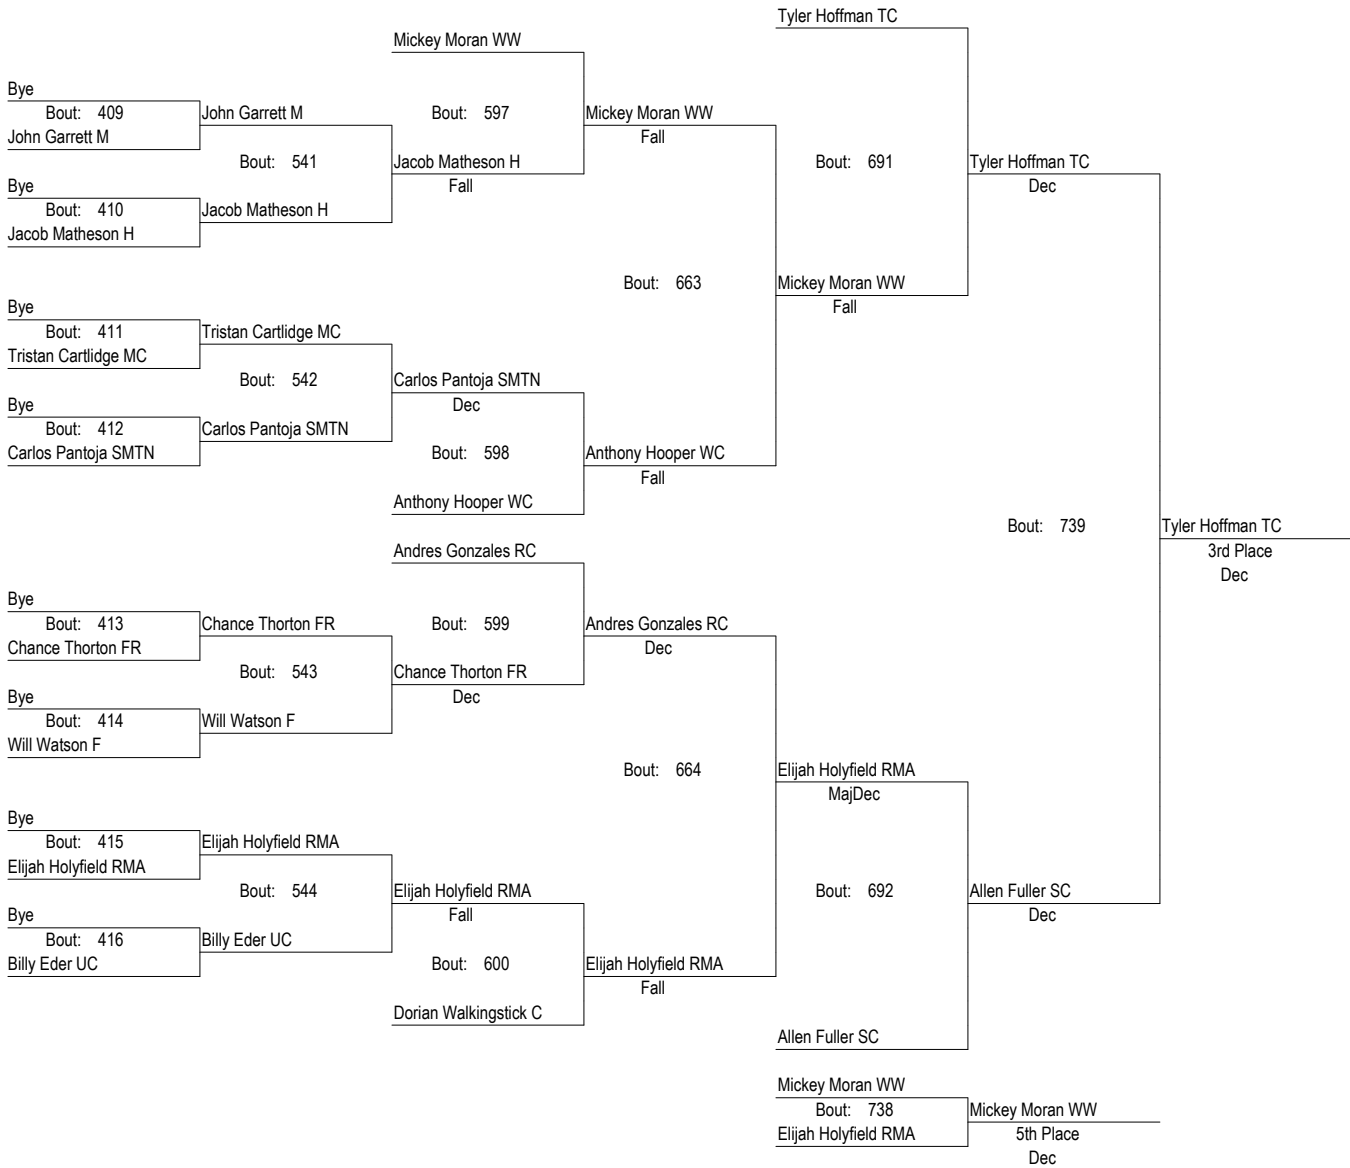 Tyler Hoffman TC
Mickey Moran WW
Bye
Bout: 409
John Garrett M
Bout: 597
Mickey Moran WW
John Garrett M
Fall
Bout: 541
Jacob Matheson H
Bout: 691
Tyler Hoffman TC
Bye
Fall
Dec
Bout: 410
Jacob Matheson H
Jacob Matheson H
Bout: 663
Mickey Moran WW
Bye
Fall
Bout: 411
Tristan Cartlidge MC
Tristan Cartlidge MC
Bout: 542
Carlos Pantoja SMTN
Bye
Dec
Bout: 412
Carlos Pantoja SMTN
Carlos Pantoja SMTN
Bout: 598
Anthony Hooper WC
Fall
Anthony Hooper WC
Bout: 739
Tyler Hoffman TC
Andres Gonzales RC
3rd Place
Dec
Bye
Bout: 413
Chance Thorton FR
Bout: 599
Andres Gonzales RC
Chance Thorton FR
Dec
Bout: 543
Chance Thorton FR
Bye
Dec
Bout: 414
Will Watson F
Will Watson F
Bout: 664
Elijah Holyfield RMA
MajDec
Bye
Bout: 415
Elijah Holyfield RMA
Elijah Holyfield RMA
Bout: 544
Elijah Holyfield RMA
Bout: 692
Allen Fuller SC
Bye
Fall
Dec
Bout: 416
Billy Eder UC
Billy Eder UC
Bout: 600
Elijah Holyfield RMA
Fall
Dorian Walkingstick C
Allen Fuller SC
Mickey Moran WW
Bout: 738
Mickey Moran WW
Elijah Holyfield RMA
5th Place
Dec